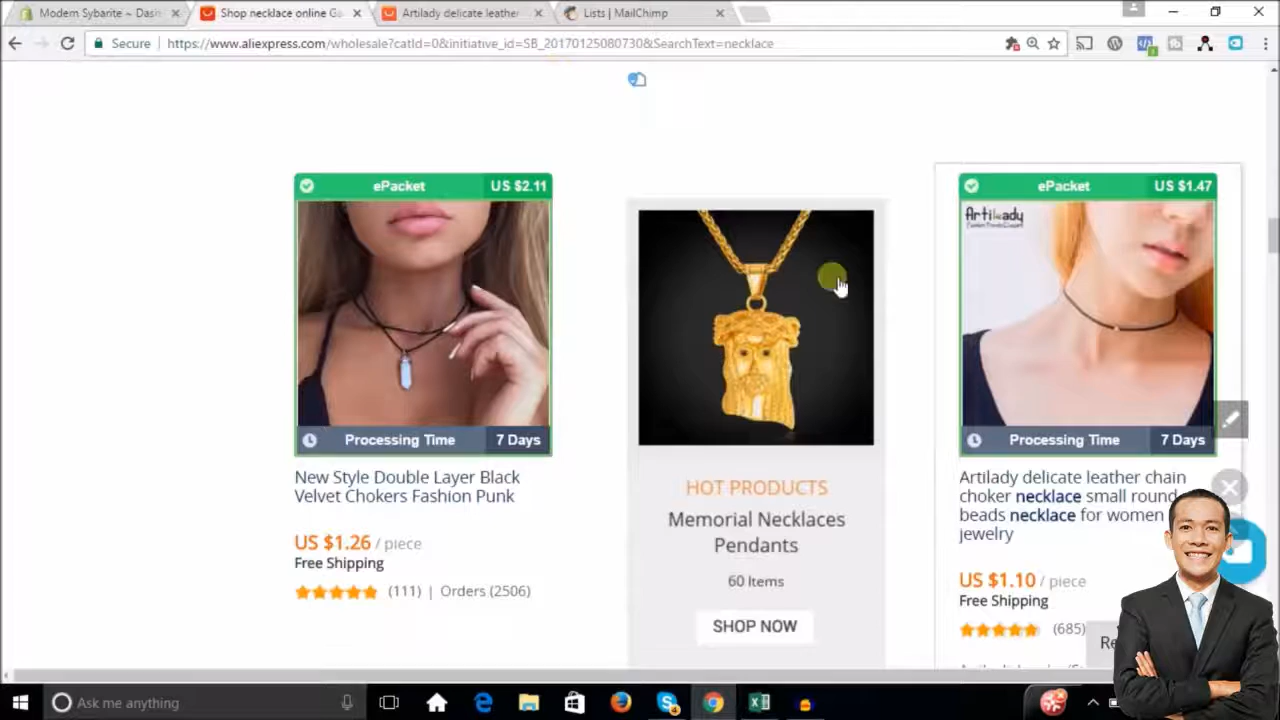 Modern Sybarite ~ Dash
Shop necklace online Ga
Artilady delicate leather
Lists | MailChimp
Secure
https://www.aliexpress.com/wholesale?catId=0&initiative_id=SB_20170125080730&SearchText=necklace
ePacket US $2.11
Processing Time 7 Days
New Style Double Layer Black
Velvet Chokers Fashion Punk
US $1.26 / piece
Free Shipping
(111) | Orders (2506)
HOT PRODUCTS
Memorial Necklaces
Pendants
60 Items
SHOP NOW
ePacket US $1.47
Artilady
Processing Time 7 Days
Artilady delicate leather chain
choker necklace small round
beads necklace for women
jewelry
US $1.10 / piece
Free Shipping
(685)
Re
Ask me anything